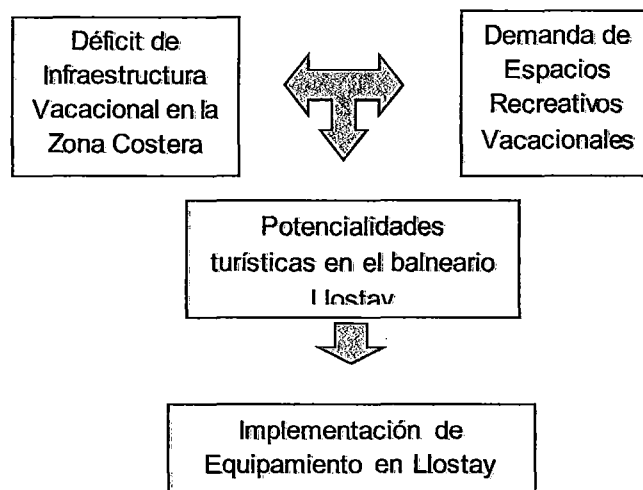 Déficit de
Infraestructura
Vacacional en la
Zona Costera
Demanda de
Espacios
Recreativos
Vacacionales
Potencialidades
turísticas en el balneario
Llostay
Implementación de
Equipamiento en Llostay